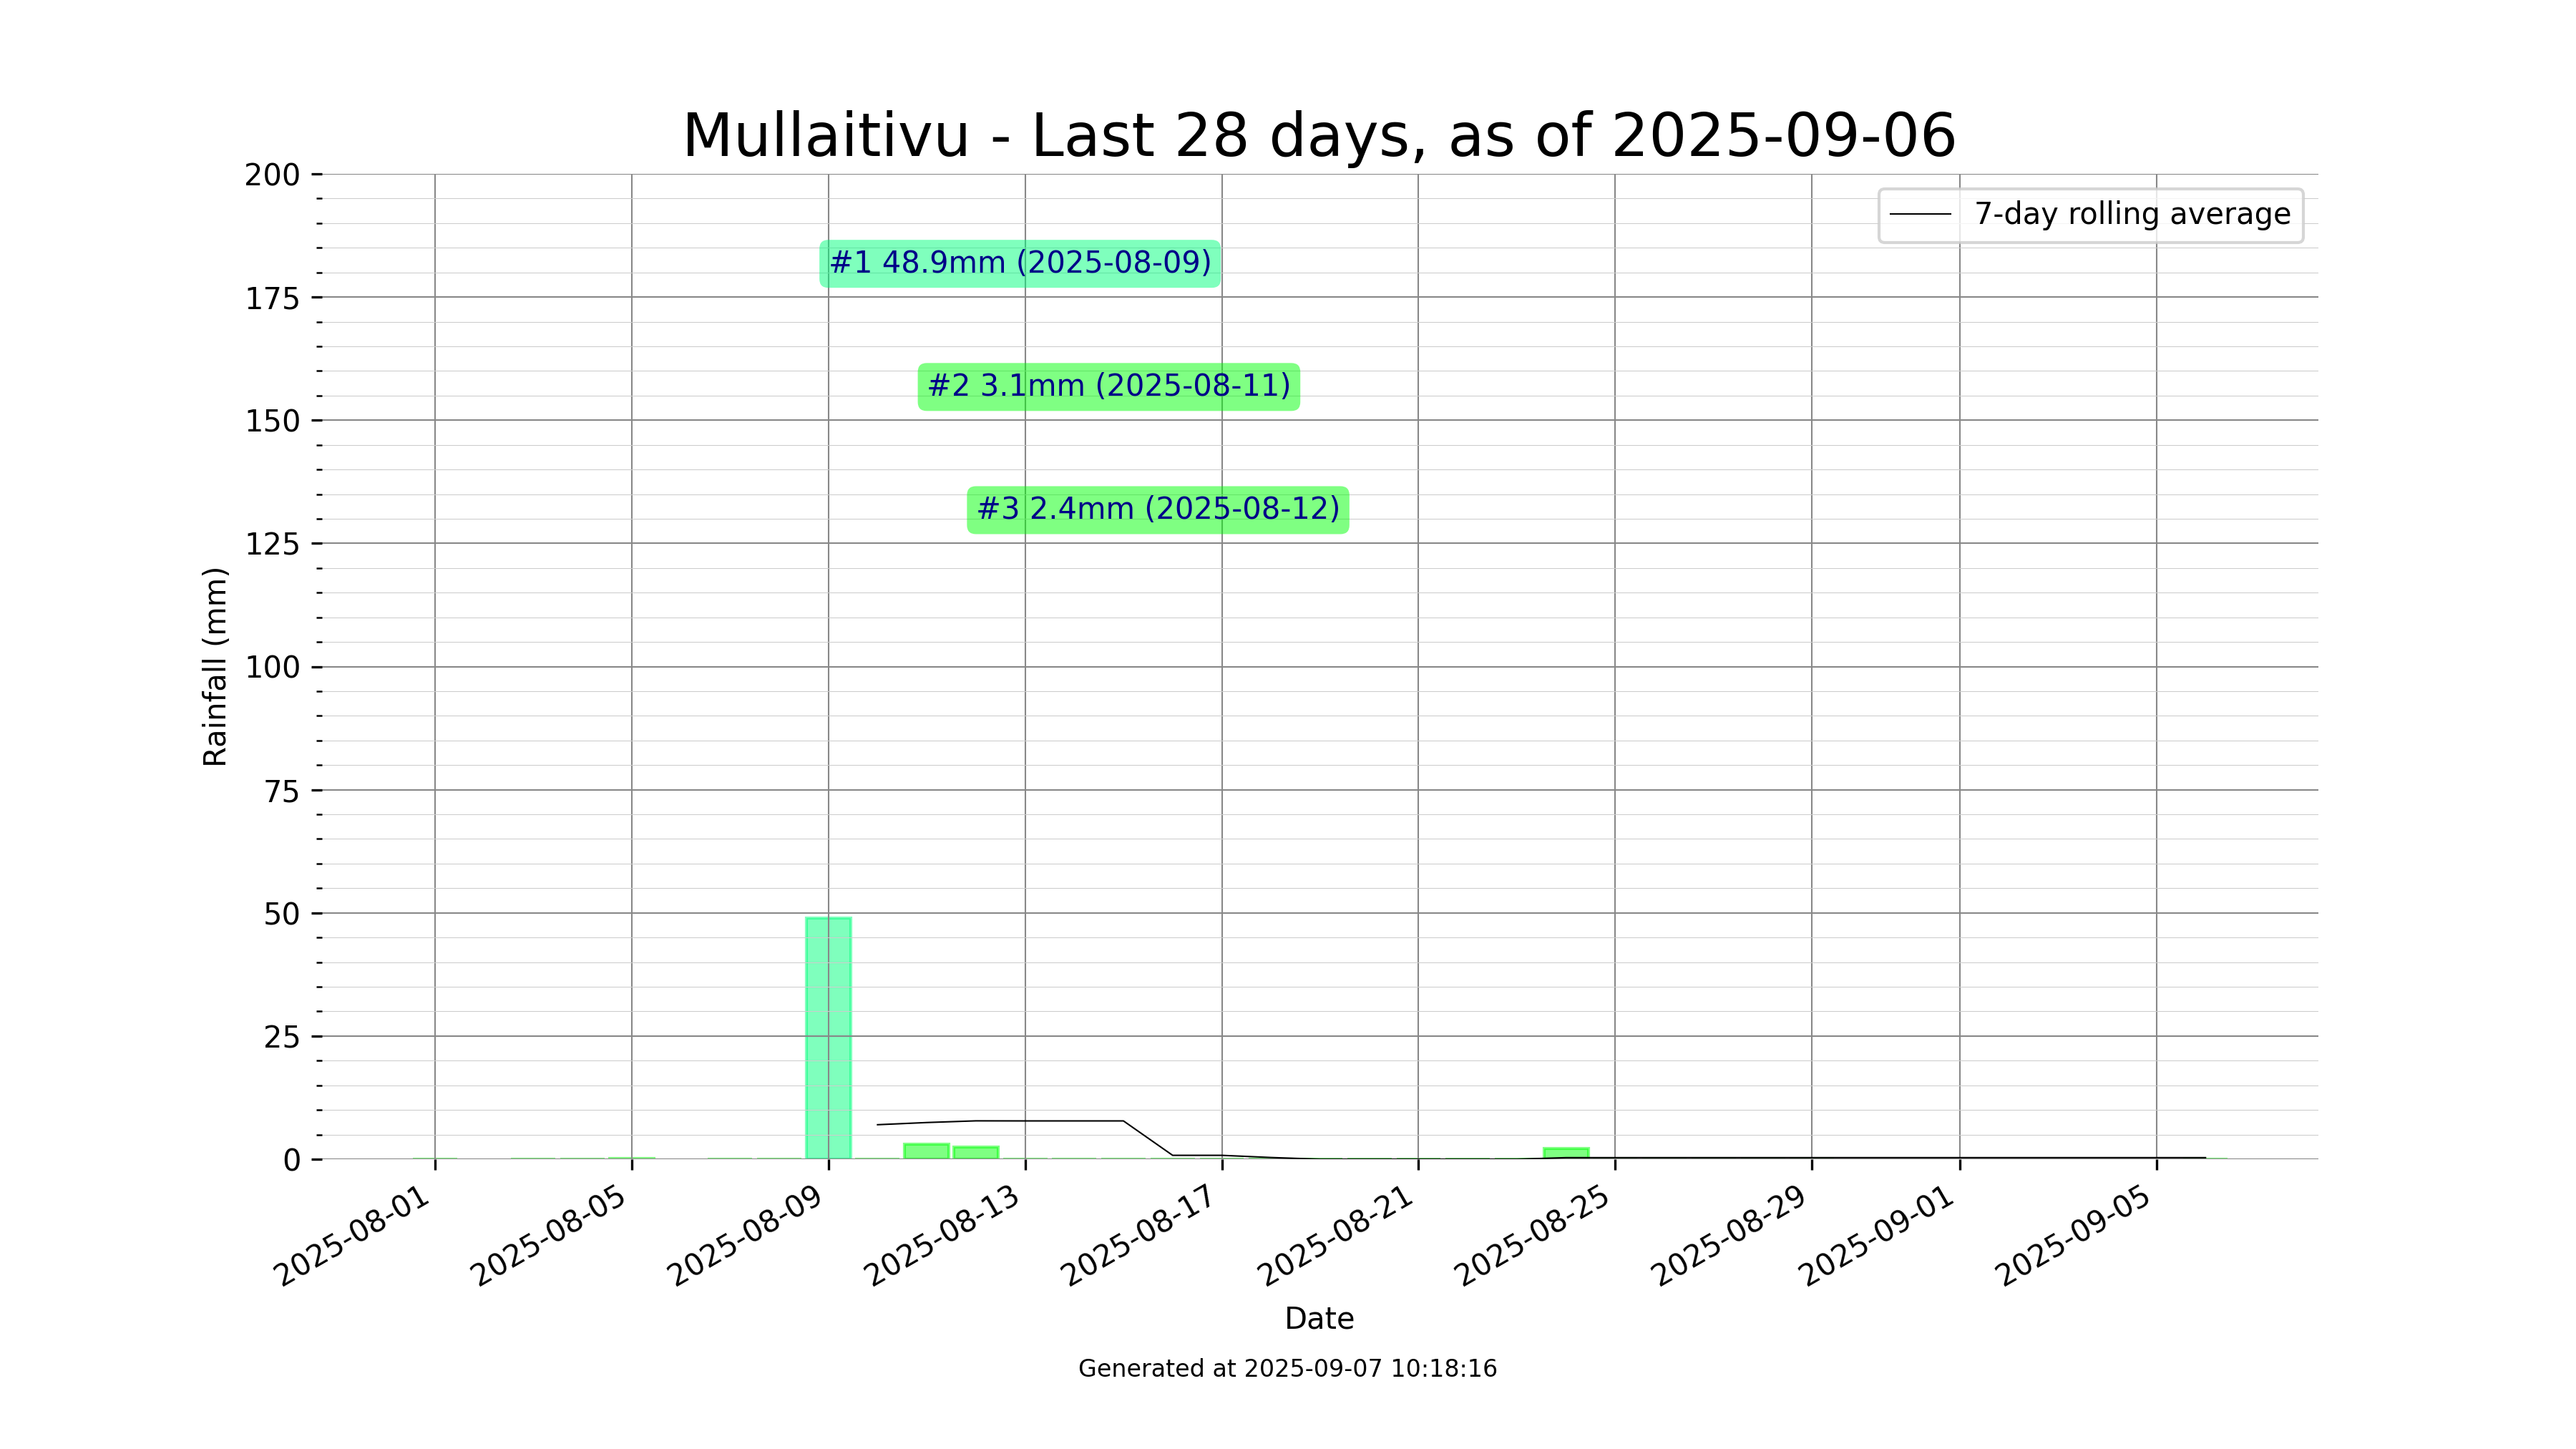 Mullaitivu - Last 28 days, as of 2025-09-06
7-day rolling average
#1 48.9mm (2025-08-09)
#2 3.1mm (2025-08-11)
#3 2.4mm (2025-08-12)
Rainfall (mm)
200
175
150
125
100
75
50
25
0
2025-08-01
2025-08-05
2025-08-09
2025-08-13
2025-08-17
2025-08-21
2025-08-25
2025-08-29
2025-09-01
2025-09-05
Date
Generated at 2025-09-07 10:18:16